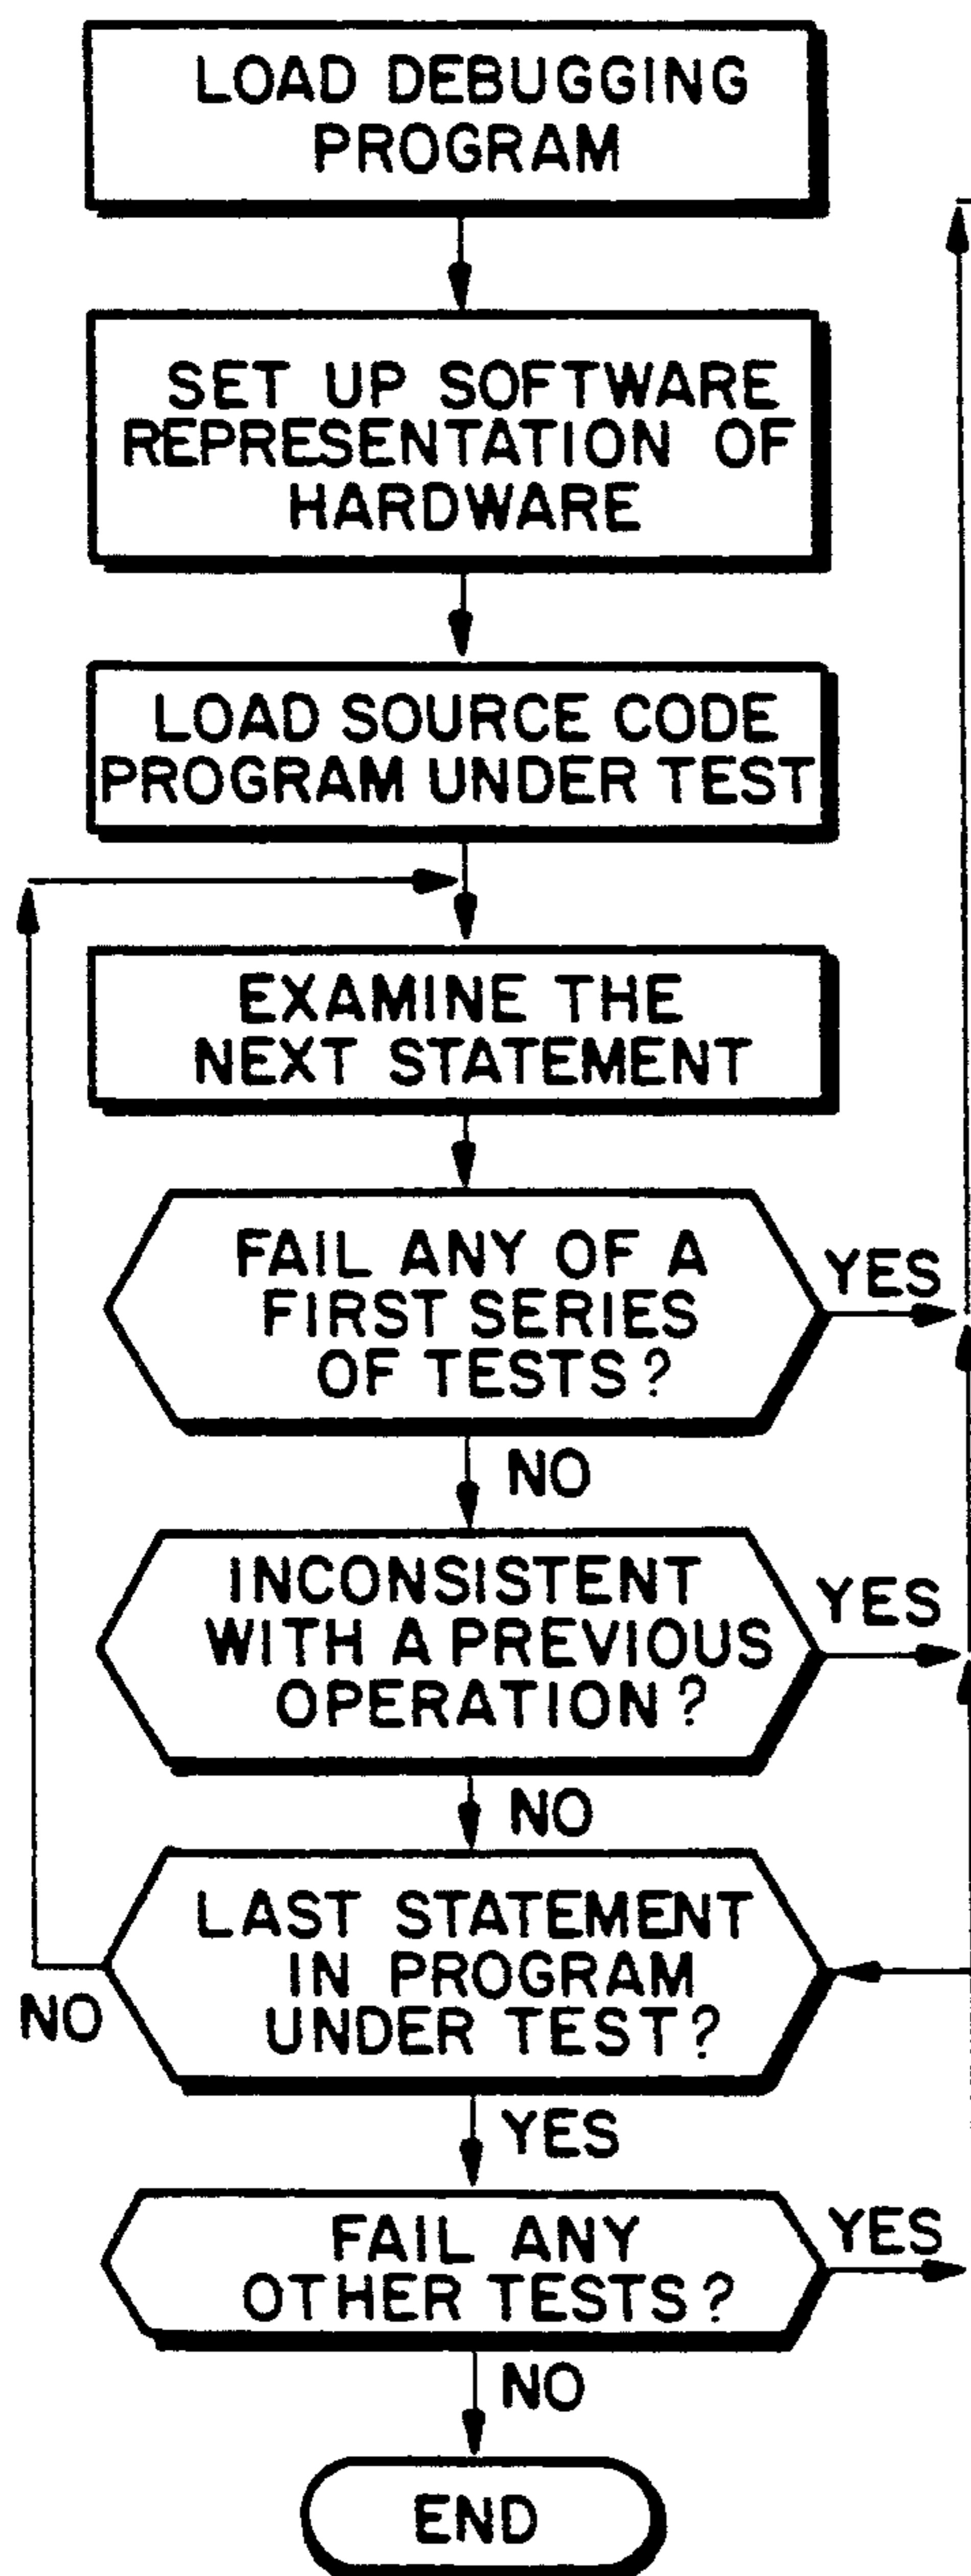 LOAD DEBUGGING
PROGRAM
SET UP SOFTWARE
REPRESENTATION OF
HARDWARE
LOAD SOURCE CODE
PROGRAM UNDER TEST
EXAMINE THE
NEXT STATEMENT
FAIL ANY OF A
FIRST SERIES
OF TESTS?
YES
NO
INCONSISTENT
WITH A PREVIOUS
OPERATION?
YES
NO
LAST STATEMENT
IN PROGRAM
UNDER TEST?
NO
YES
FAIL ANY
OTHER TESTS?
YES
NO
END